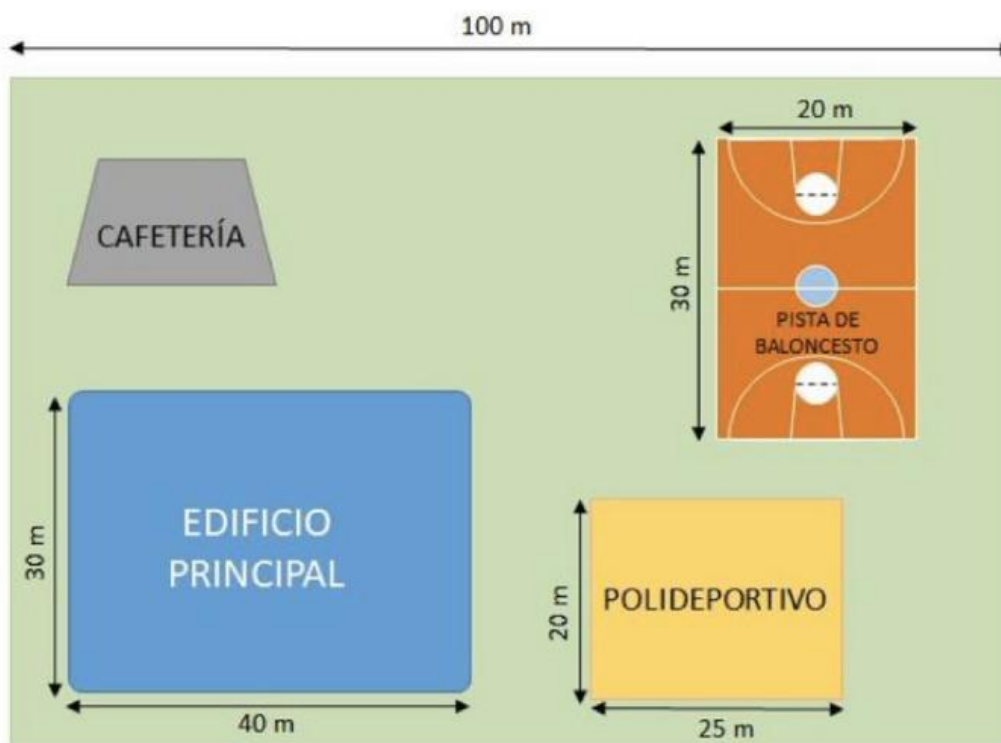 100 m
20 m
CAFETERÍA
30 m
PISTA DE
BALONCESTO
EDIFICIO
PRINCIPAL
30 m
40 m
POLIDEPORTIVO
20 m
25 m